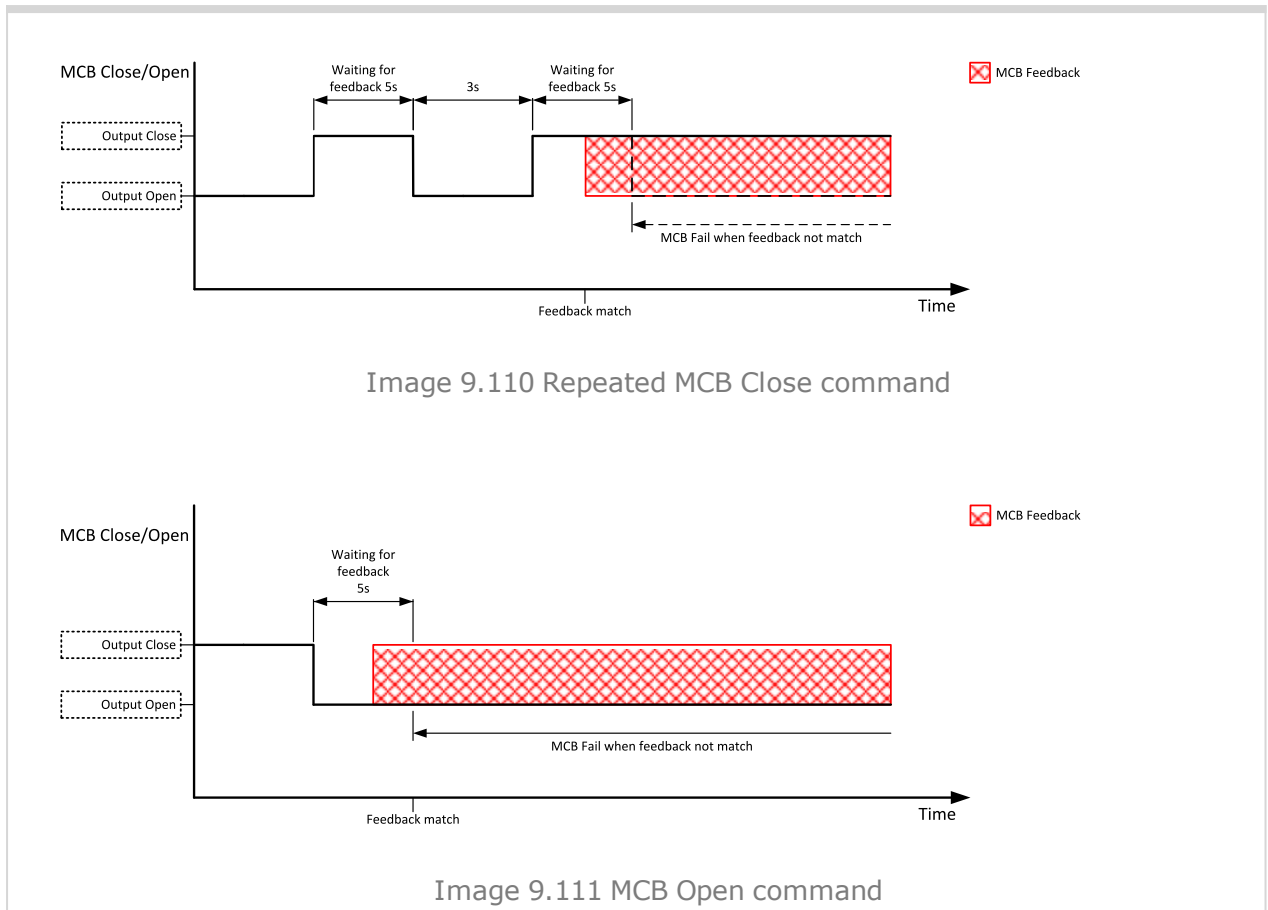 MCB Close/Open
Waiting for
feedback 5s
3s
Waiting for
feedback 5s
MCB Feedback
Output Close
Output Open
MCB Fail when feedback not match
Time
Feedback match
Image 9.110 Repeated MCB Close command
MCB Close/Open
Waiting for
feedback
5s
MCB Feedback
Output Close
Output Open
MCB Fail when feedback not match
Time
Feedback match
Image 9.111 MCB Open command